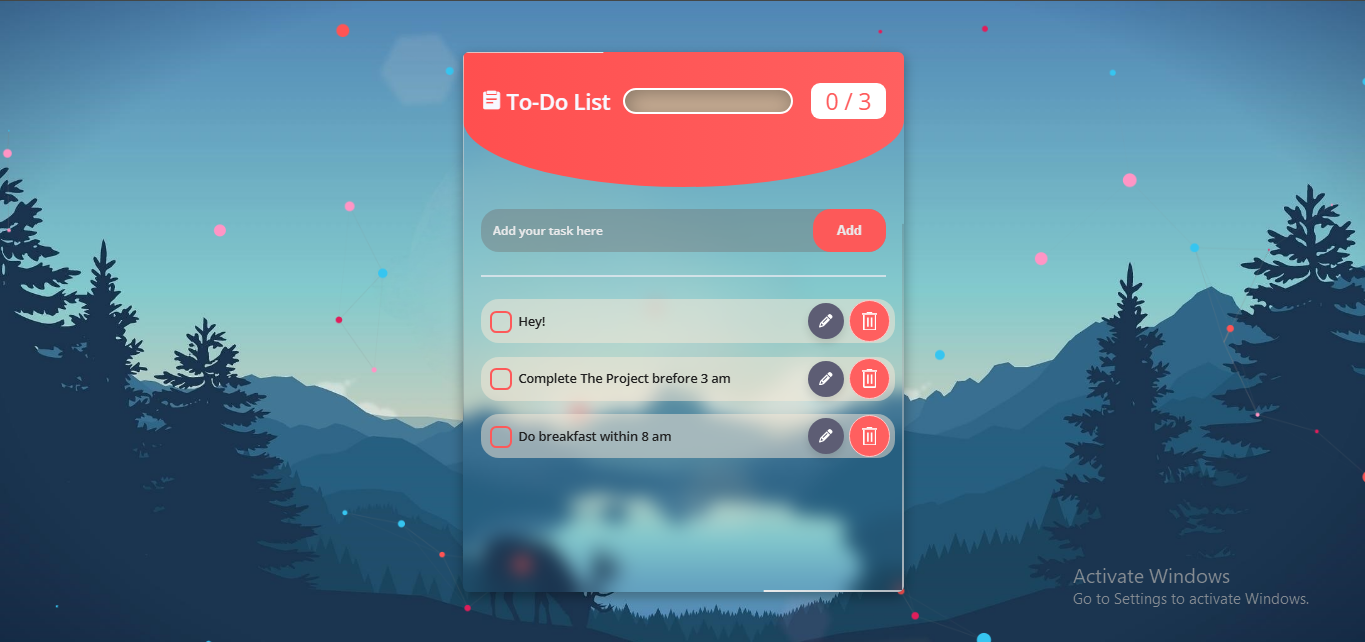 To-Do List
0 / 3
Add your task here
Add
Hey!
Complete The Project brefore 3 am
Do breakfast within 8 am
Activate Windows
Go to Settings to activate Windows.